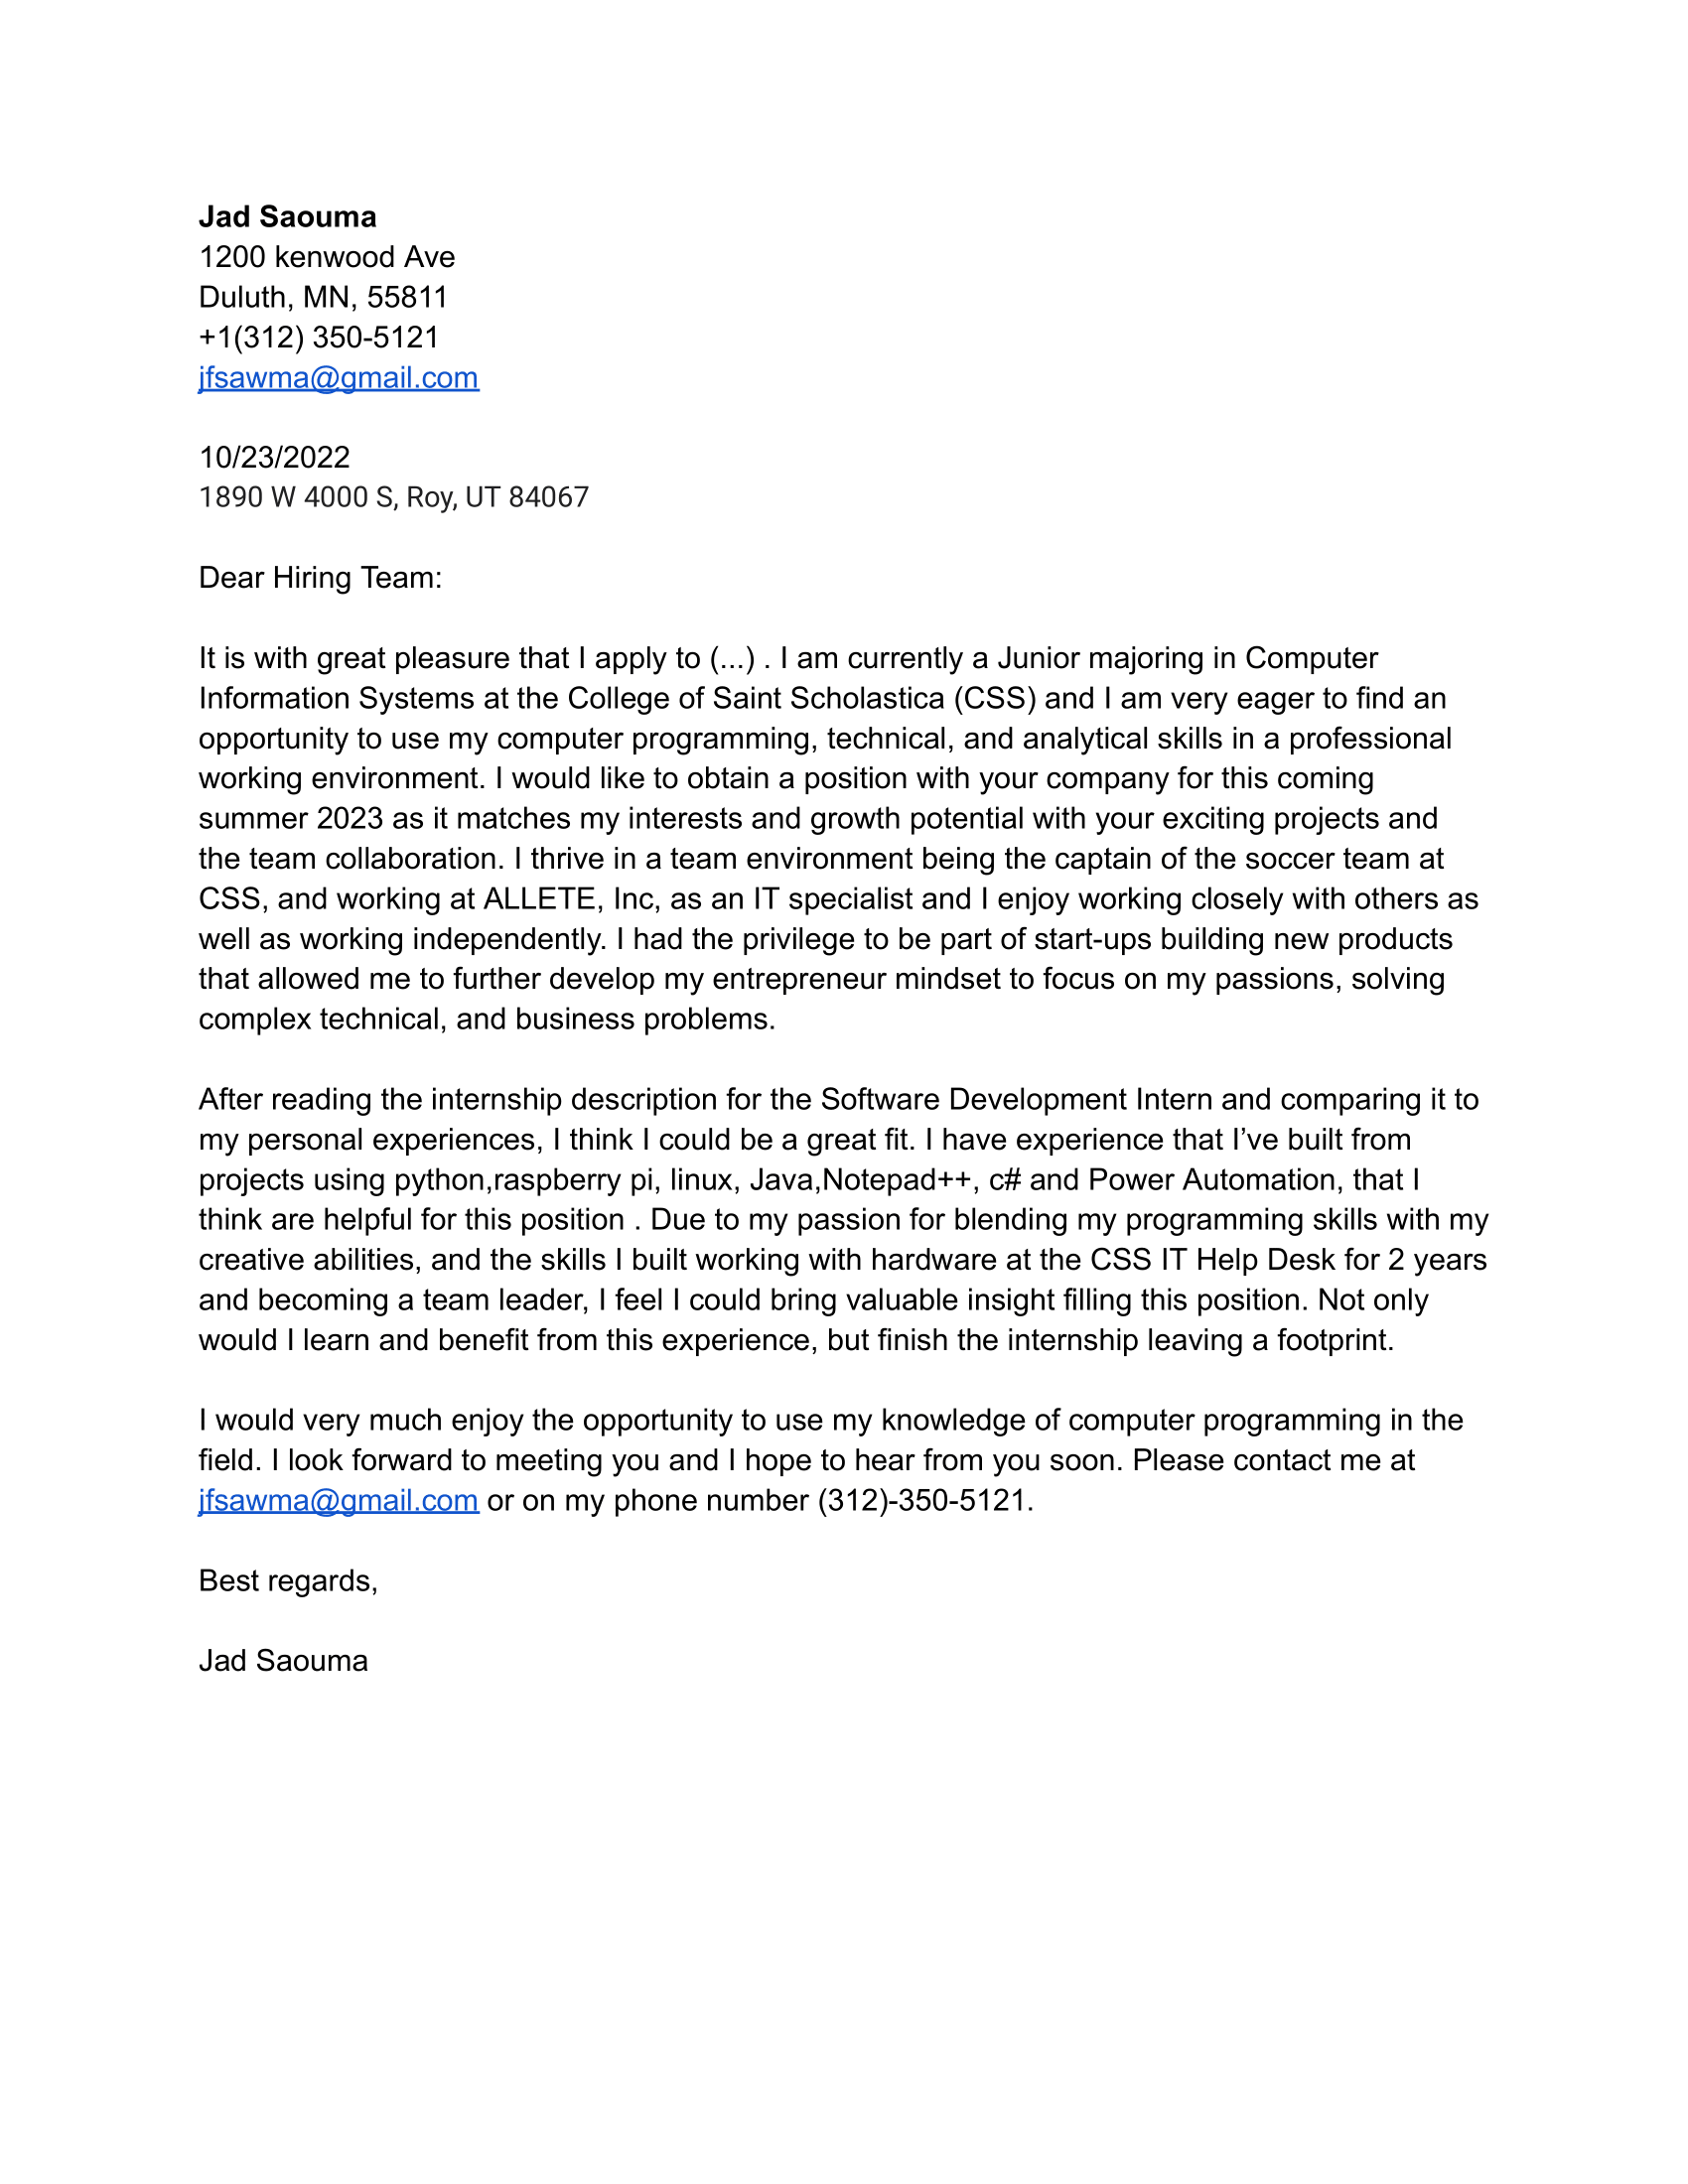 Jad Saouma
1200 kenwood Ave
Duluth, MN, 55811
+1(312) 350-5121
jfsawma@gmail.com
10/23/2022
1890 W 4000 S, Roy, UT 84067
Dear Hiring Team:
It is with great pleasure that I apply to (...) . I am currently a Junior majoring in Computer
Information Systems at the College of Saint Scholastica (CSS) and I am very eager to find an
opportunity to use my computer programming, technical, and analytical skills in a professional
working environment. I would like to obtain a position with your company for this coming
summer 2023 as it matches my interests and growth potential with your exciting projects and
the team collaboration. I thrive in a team environment being the captain of the soccer team at
CSS, and working at ALLETE, Inc, as an IT specialist and I enjoy working closely with others as
well as working independently. I had the privilege to be part of start-ups building new products
that allowed me to further develop my entrepreneur mindset to focus on my passions, solving
complex technical, and business problems.
After reading the internship description for the Software Development Intern and comparing it to
my personal experiences, I think I could be a great fit. I have experience that I’ve built from
projects using python,raspberry pi, linux, Java,Notepad++, c# and Power Automation, that I
think are helpful for this position . Due to my passion for blending my programming skills with my
creative abilities, and the skills I built working with hardware at the CSS IT Help Desk for 2 years
and becoming a team leader, I feel I could bring valuable insight filling this position. Not only
would I learn and benefit from this experience, but finish the internship leaving a footprint.
I would very much enjoy the opportunity to use my knowledge of computer programming in the
field. I look forward to meeting you and I hope to hear from you soon. Please contact me at
jfsawma@gmail.com or on my phone number (312)-350-5121.
Best regards,
Jad Saouma